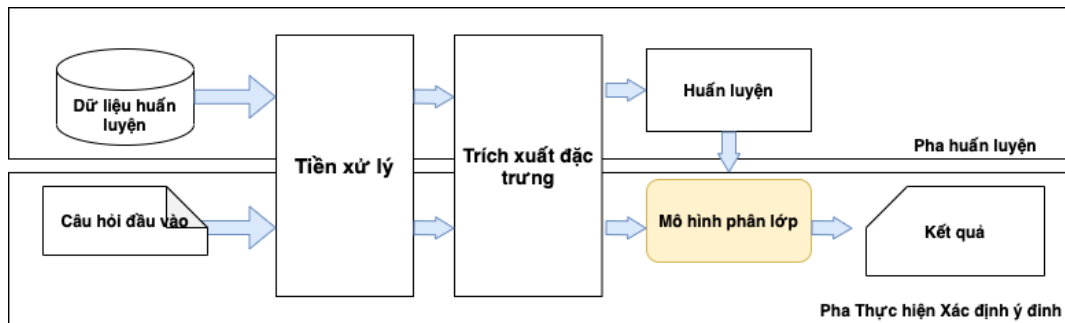 Dữ liệu huấn
luyện
Tiền xử lý
Trích xuất đặc
trưng
Huấn luyện
Pha huấn luyện
Câu hỏi đầu vào
Mô hình phân lớp
Kết quả
Pha Thực hiện Xác định ý đinh